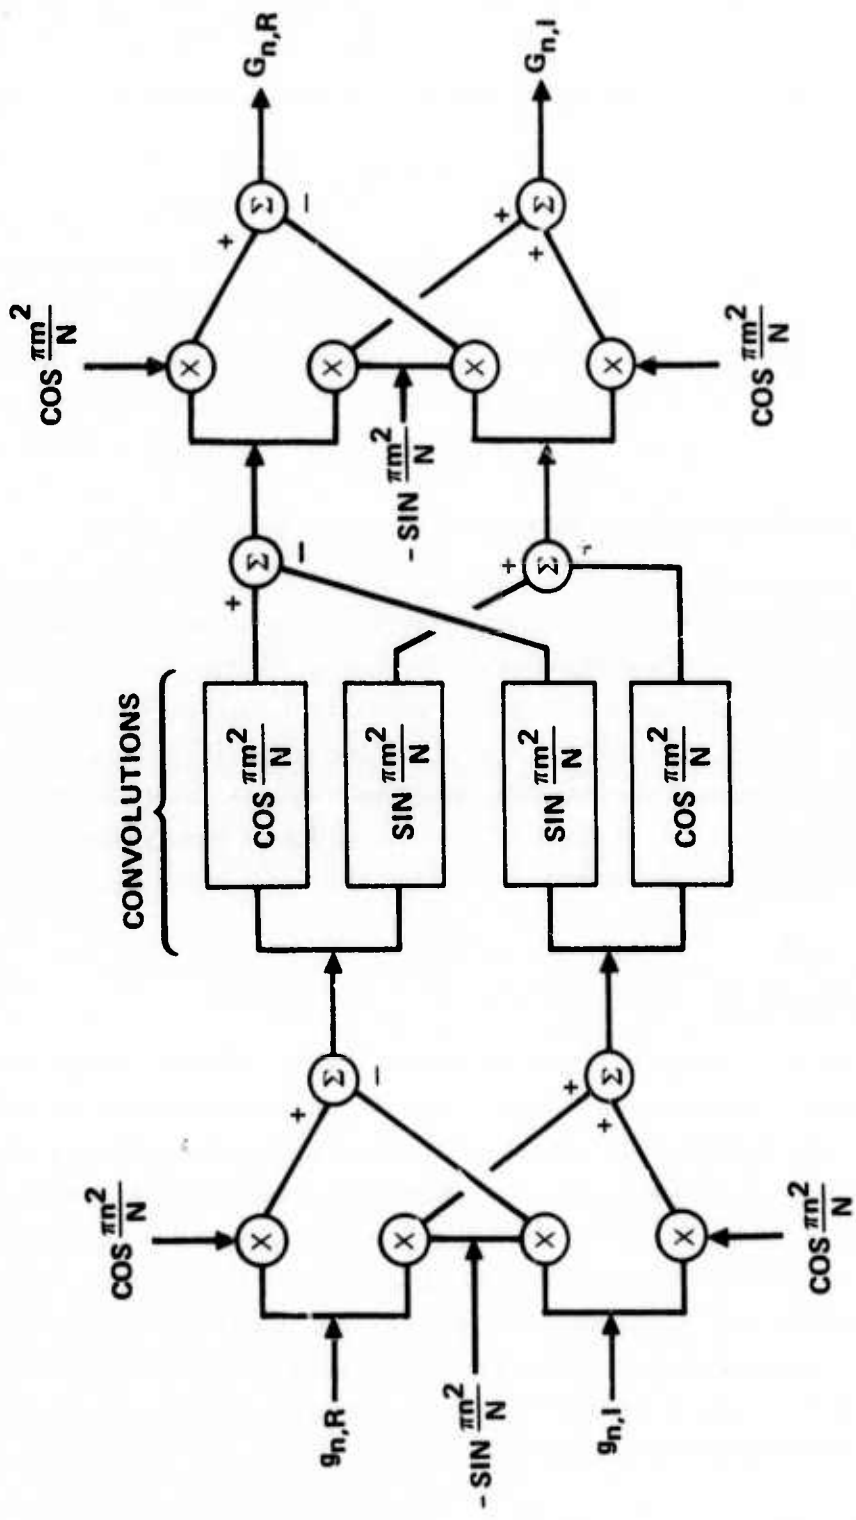 CONVOLUTIONS
COS πn²/N
COS πm²/N
g_n,R
X
+
Σ
−
COS πm²/N
+
Σ
−
X
+
Σ
−
G_n,R
X
SIN πm²/N
X
- SIN πn²/N
- SIN πm²/N
X
SIN πm²/N
X
g_n,I
+
Σ
+
+
Σ
+
Σ
+
G_n,I
X
COS πm²/N
X
COS πn²/N
COS πm²/N